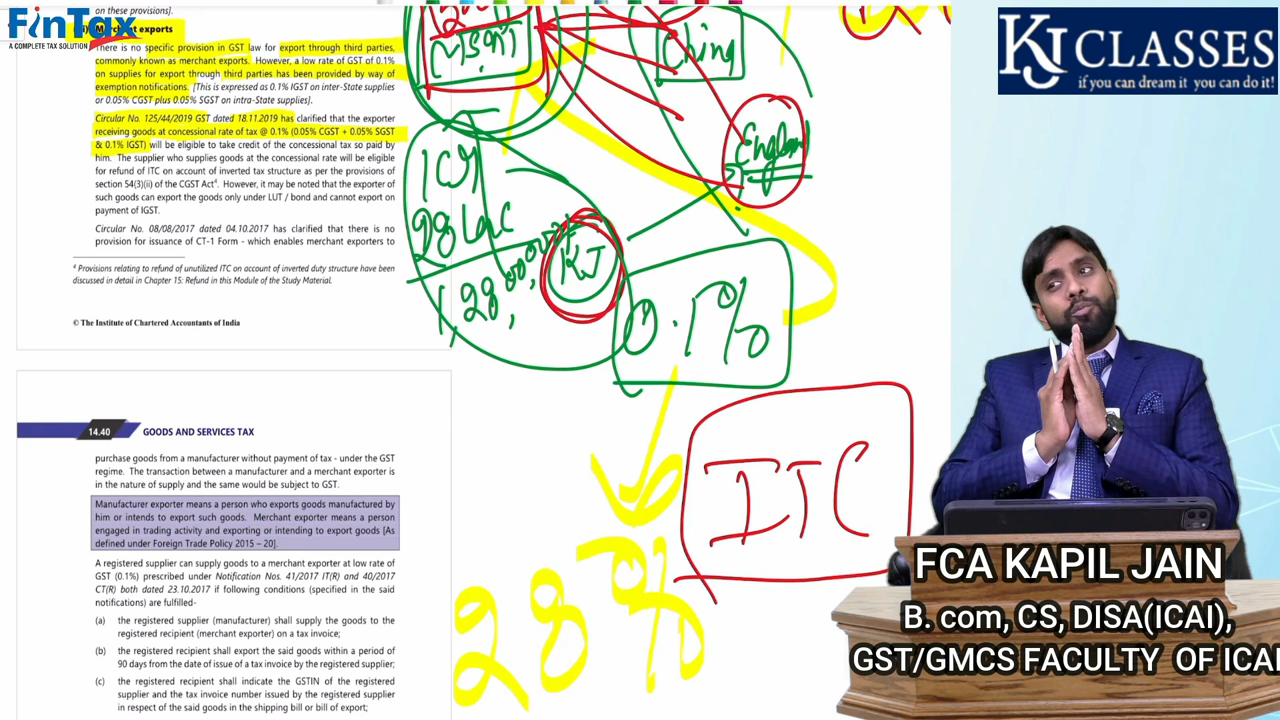 on these provisions].
FinTax
A COMPLETE TAX SOLUTION
Merchant exports
There is no specific provision in GST law for export through third parties,
commonly known as merchant exports. However, a low rate of GST of 0.1%
on supplies for export through third parties has been provided by way of
exemption notifications. [This is expressed as 0.1% IGST on inter-State supplies
or 0.05% CGST plus 0.05% SGST on intra-State supplies].
Circular No. 125/44/2019 GST dated 18.11.2019 has clarified that the exporter
receiving goods at concessional rate of tax @ 0.1% (0.05% CGST + 0.05% SGST
& 0.1% IGST) will be eligible to take credit of the concessional tax so paid by
him. The supplier who supplies goods at the concessional rate will be eligible
for refund of ITC on account of inverted tax structure as per the provisions of
section 54(3)(ii) of the CGST Act⁴. However, it may be noted that the exporter of
such goods can export the goods only under LUT / bond and cannot export on
payment of IGST.
Circular No. 08/08/2017 dated 04.10.2017 has clarified that there is no
provision for issuance of CT-1 Form - which enables merchant exporters to
⁴ Provisions relating to refund of unutilized ITC on account of inverted duty structure have been
discussed in detail in Chapter 15: Refund in this Module of the Study Material.
© The Institute of Chartered Accountants of India
14.40 GOODS AND SERVICES TAX
purchase goods from a manufacturer without payment of tax - under the GST
regime. The transaction between a manufacturer and a merchant exporter is
in the nature of supply and the same would be subject to GST.
Manufacturer exporter means a person who exports goods manufactured by
him or intends to export such goods. Merchant exporter means a person
engaged in trading activity and exporting or intending to export goods [As
defined under Foreign Trade Policy 2015 – 20].
A registered supplier can supply goods to a merchant exporter at low rate of
GST (0.1%) prescribed under Notification Nos. 41/2017 IT(R) and 40/2017
CT(R) both dated 23.10.2017 if following conditions (specified in the said
notifications) are fulfilled-
(a) the registered supplier (manufacturer) shall supply the goods to the
registered recipient (merchant exporter) on a tax invoice;
(b) the registered recipient shall export the said goods within a period of
90 days from the date of issue of a tax invoice by the registered supplier;
(c) the registered recipient shall indicate the GSTIN of the registered
supplier and the tax invoice number issued by the registered supplier
in respect of the said goods in the shipping bill or bill of export;
China
England
28 Lac
KJ
0.1%
ITC
28%
KJ CLASSES
if you can dream it you can do it!
FCA KAPIL JAIN
B. com, CS, DISA(ICAI),
GST/GMCS FACULTY OF ICAI